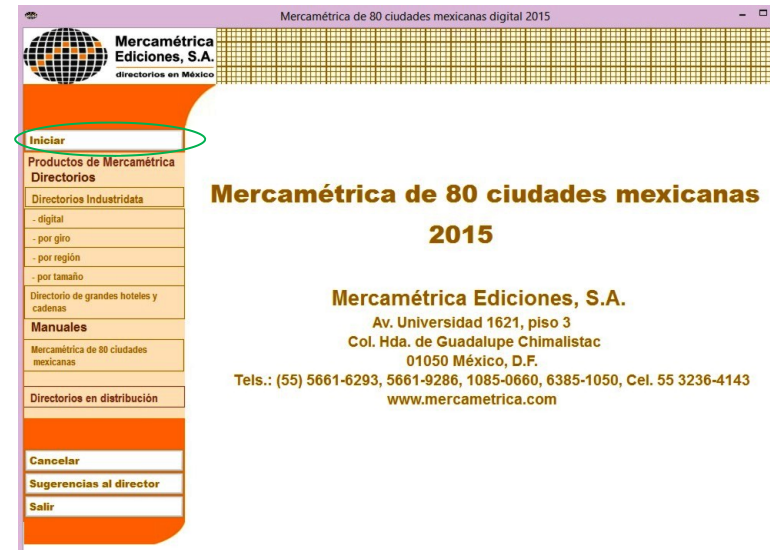 Mercamétrica de 80 ciudades mexicanas digital 2015
Mercamétrica
Ediciones, S.A.
directorios en México
Iniciar
Productos de Mercamétrica
Directorios
Directorios Industridata
- digital
- por giro
- por región
- por tamaño
Directorio de grandes hoteles y
cadenas
Manuales
Mercamétrica de 80 ciudades
mexicanas
Directorios en distribución
Cancelar
Sugerencias al director
Salir
Mercamétrica de 80 ciudades mexicanas
2015
Mercamétrica Ediciones, S.A.
Av. Universidad 1621, piso 3
Col. Hda. de Guadalupe Chimalistac
01050 México, D.F.
Tels.: (55) 5661-6293, 5661-9286, 1085-0660, 6385-1050, Cel. 55 3236-4143
www.mercametrica.com